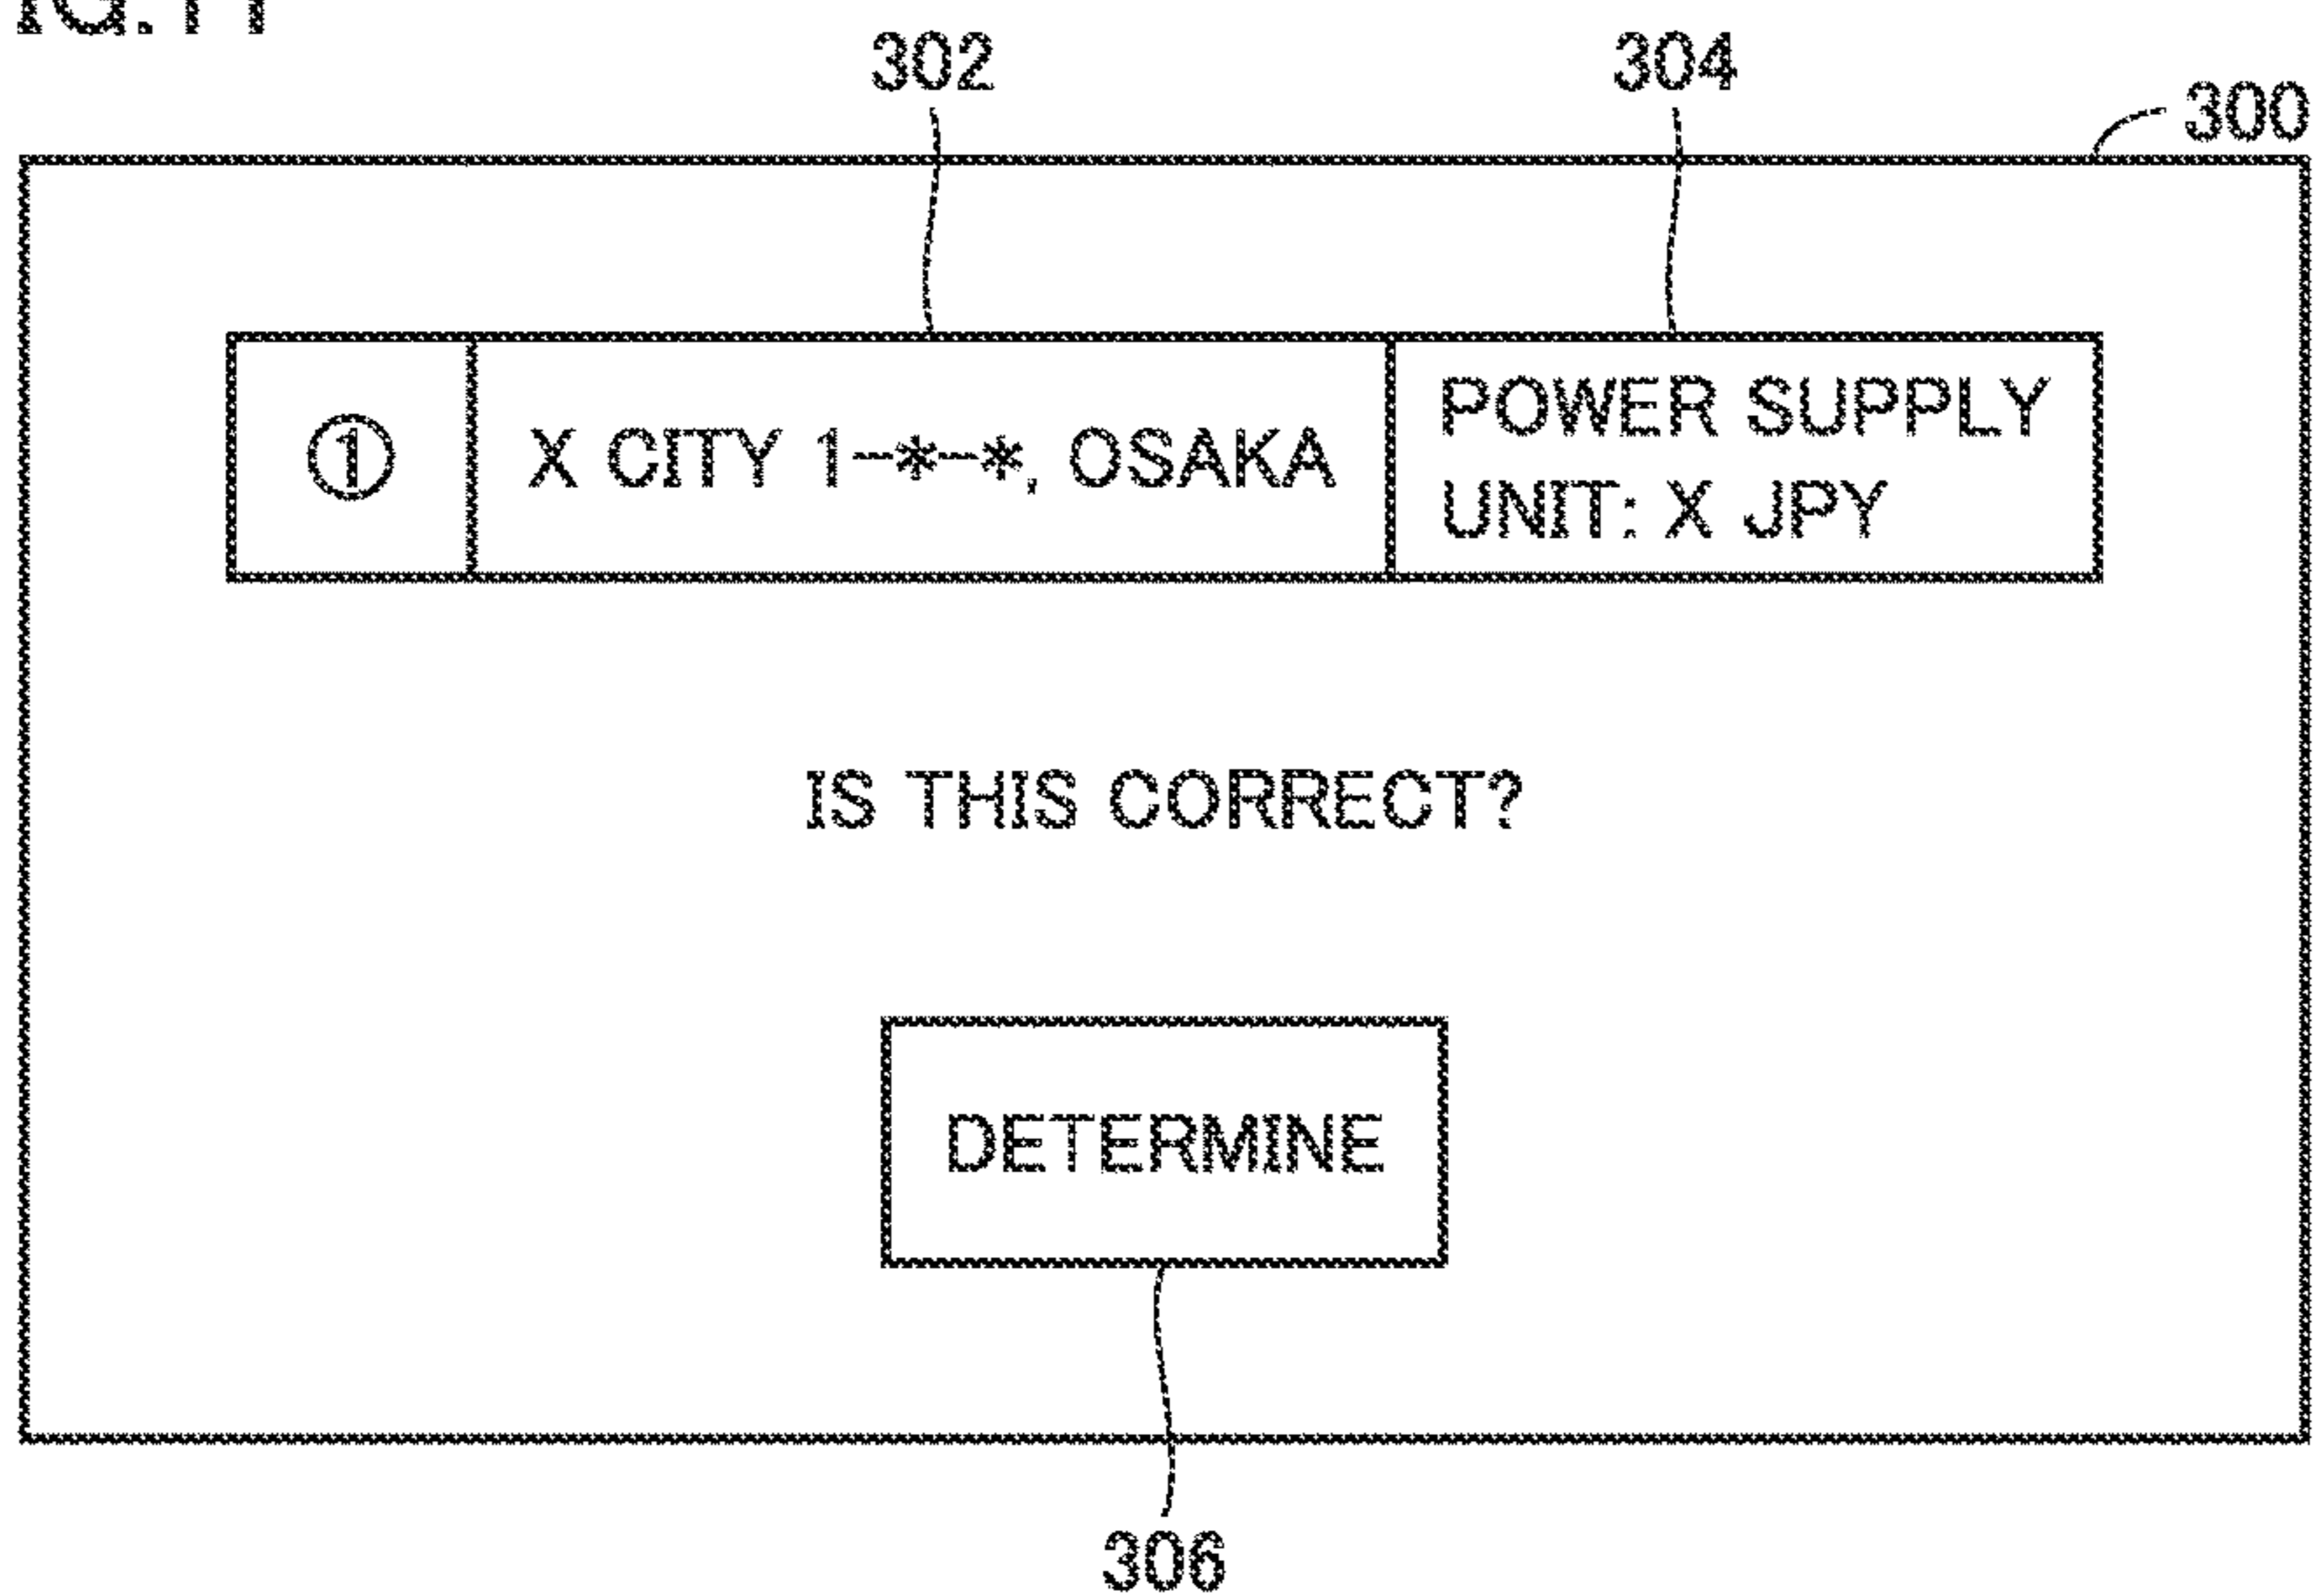 302
304
300
① X CITY 1-*-*, OSAKA
POWER SUPPLY
UNIT: X JPY
IS THIS CORRECT?
DETERMINE
306